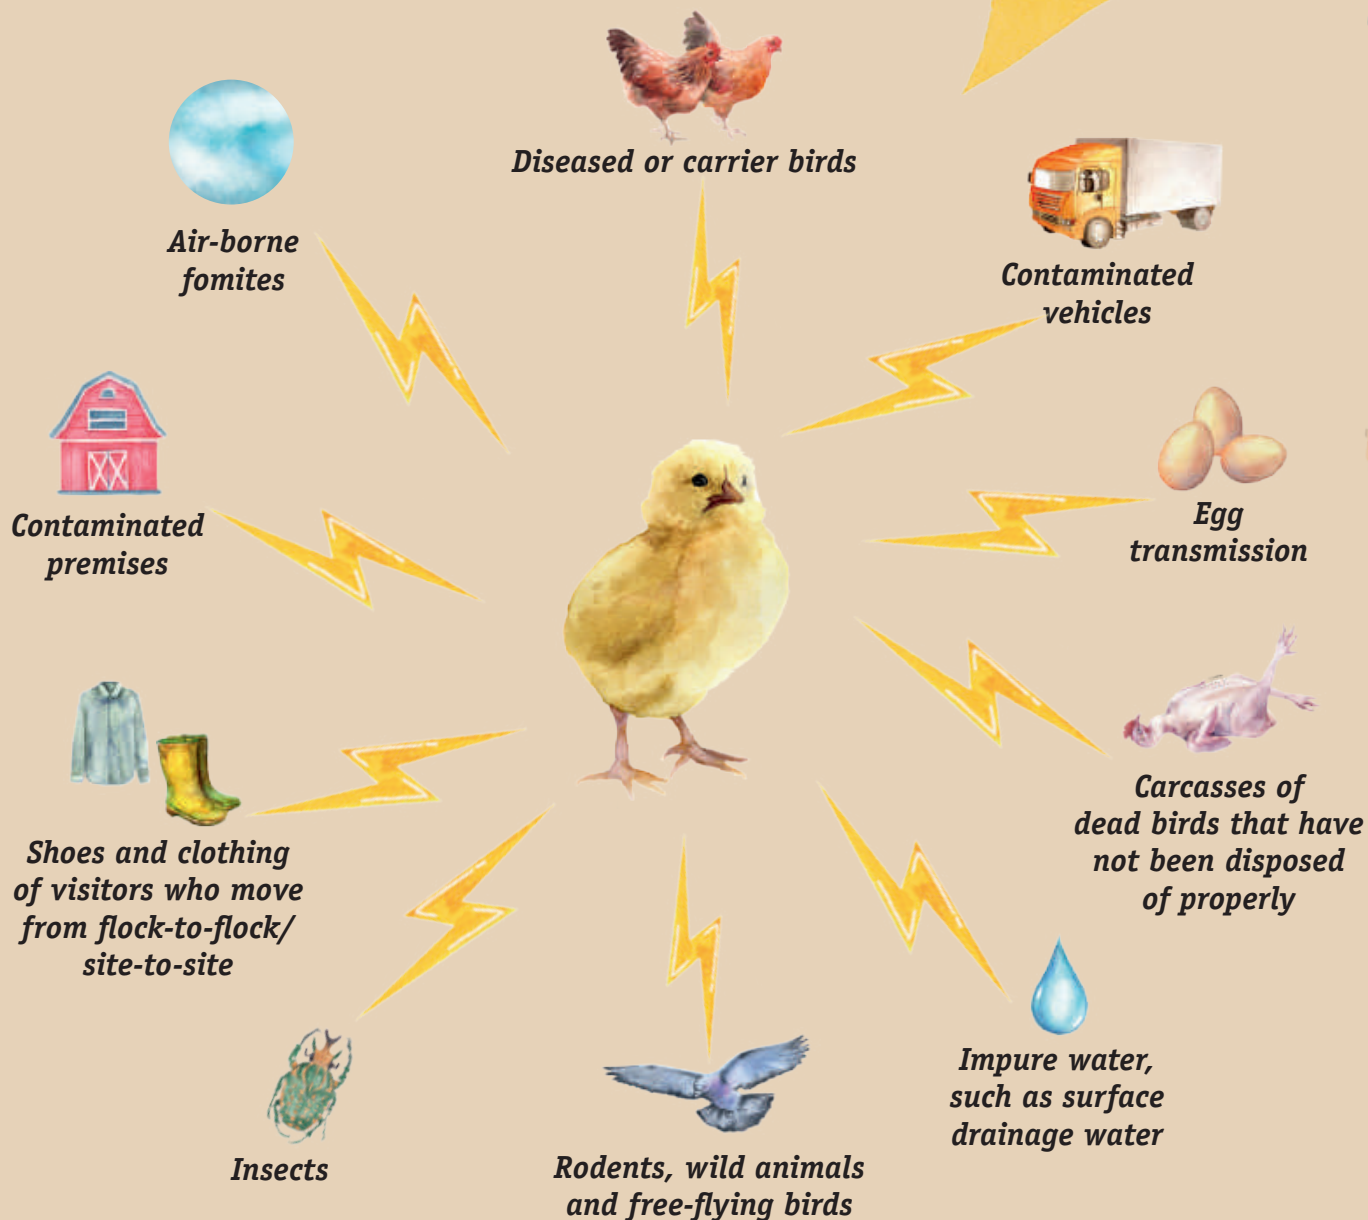 Diseased or carrier birds
Air-borne
fomites
Contaminated
vehicles
Egg
transmission
Contaminated
premises
Carcasses of
dead birds that have
not been disposed
of properly
Shoes and clothing
of visitors who move
from flock-to-flock/
site-to-site
Impure water,
such as surface
drainage water
Insects
Rodents, wild animals
and free-flying birds